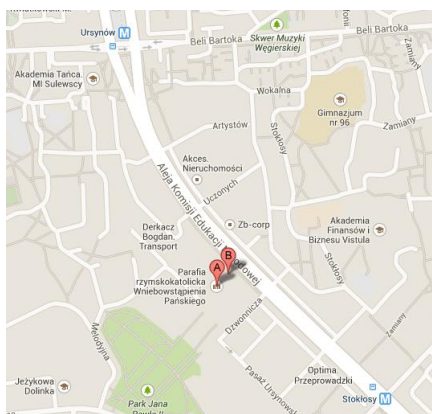 Ursynów M
Beli Bartoka
Skwer Muzyki
Węgierskiej
Beli Bartoka
Akademia Tańca.
MI Sulewscy
Wokalna
Zamiany
Gimnazjum
nr 96
Zamiany
Artystów
Stokłosy
Akces.
Nieruchomości
Aleja Komisji Edukacji
Uczonych
Stokłosy
Derkacz
Bogdan.
Transport
Zb-corp
Akademia
Finansów i
Biznesu Vistula
B
A
Parafia
rzymskokatolicka
Wniebowstąpienia
Pańskiego
Dzwonnicza
Melodyjna
Zamiany
Pasaż Ursynowski
Optima.
Przeprowadzki
Jeżykowa
Dolinka
Park Jana
Stokłosy M